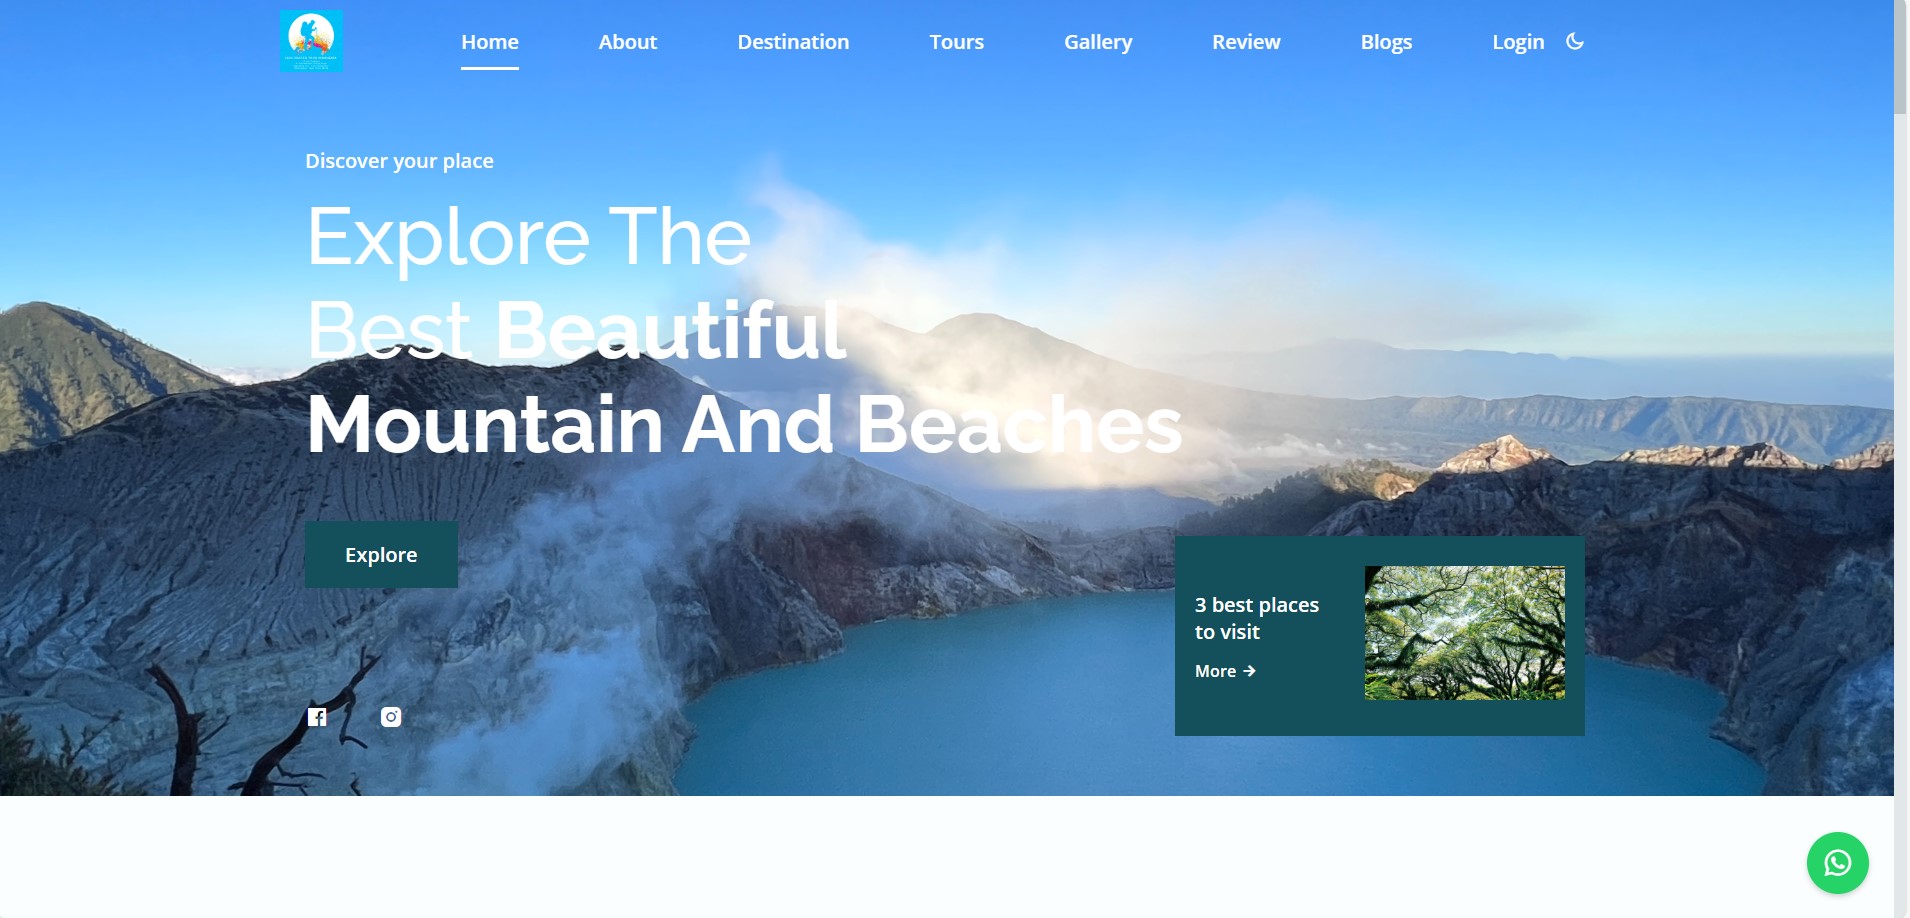 Home
About
Destination
Tours
Gallery
Review
Blogs
Login
Discover your place
Explore The
Best Beautiful
Mountain And Beaches
Explore
3 best places
to visit
More →